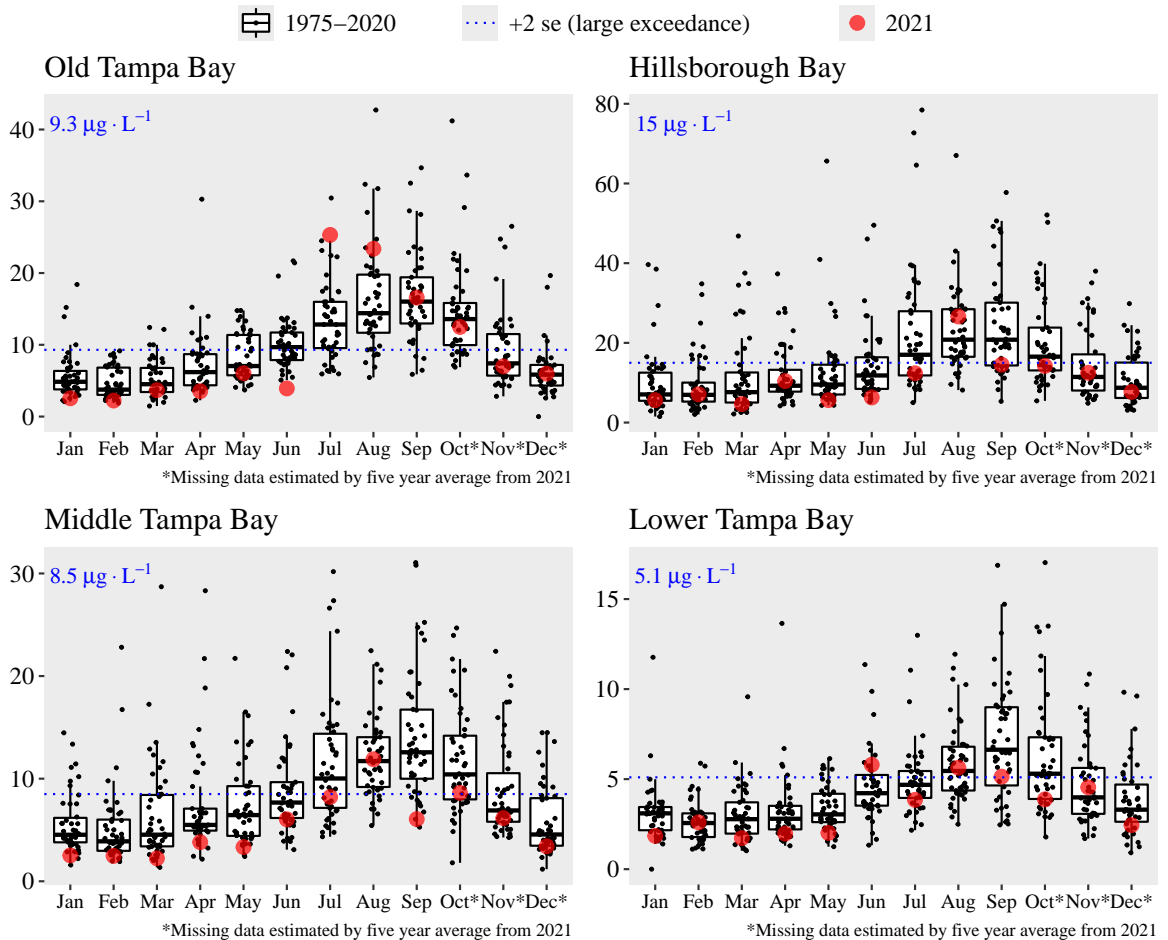 1975–2020 +2 se (large exceedance) 2021
Old Tampa Bay
9.3 μg · L⁻¹
40
30
20
10
0
Jan Feb Mar Apr May Jun Jul Aug Sep Oct* Nov* Dec*
*Missing data estimated by five year average from 2021
Hillsborough Bay
15 μg · L⁻¹
80
60
40
20
0
Jan Feb Mar Apr May Jun Jul Aug Sep Oct* Nov* Dec*
*Missing data estimated by five year average from 2021
Middle Tampa Bay
8.5 μg · L⁻¹
30
20
10
0
Jan Feb Mar Apr May Jun Jul Aug Sep Oct* Nov* Dec*
*Missing data estimated by five year average from 2021
Lower Tampa Bay
5.1 μg · L⁻¹
15
10
5
0
Jan Feb Mar Apr May Jun Jul Aug Sep Oct* Nov* Dec*
*Missing data estimated by five year average from 2021